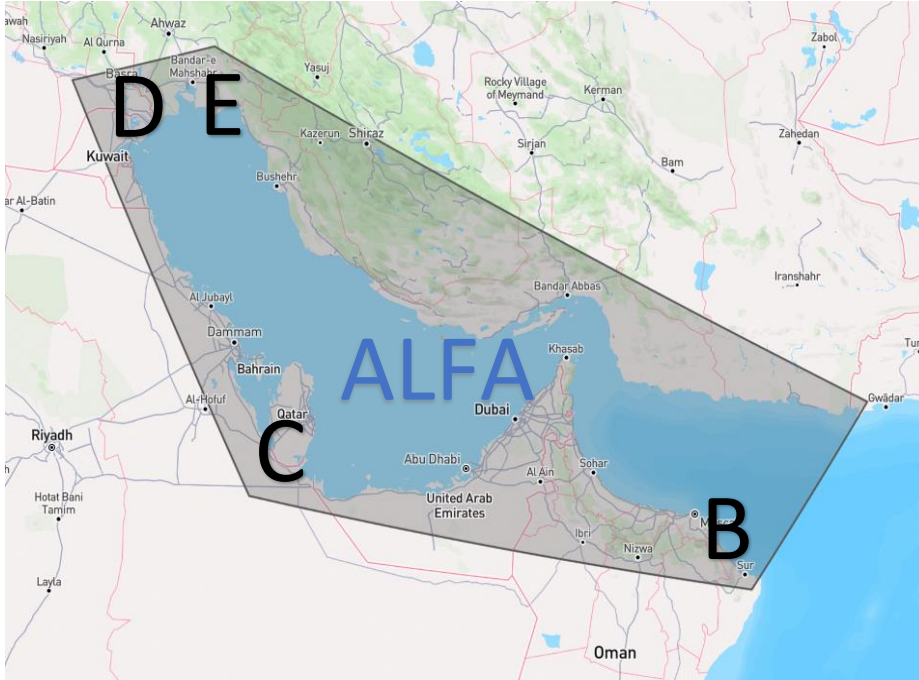 awah
Ahwaz
Nasiriyah
Al Qurna
Zabol
Basra
Bandar-e
Mahshahr
Yasuj
D
E
Rocky Village
of Meymand
Kerman
Kuwait
Kazerun
Shiraz
Sirjan
Zahedan
Bam
Bushehr
ar Al-Batin
Bandar Abbas
Iranshahr
Al Jubayl
Dammam
Khasab
Bahrain
ALFA
Al-Hofuf
Qatar
Dubai
Gwādar
Riyadh
C
Abu Dhabi
Al Ain
Sohar
Hotat Bani
Tamim
United Arab
Emirates
B
Ibri
Nizwa
Sur
Layla
Oman